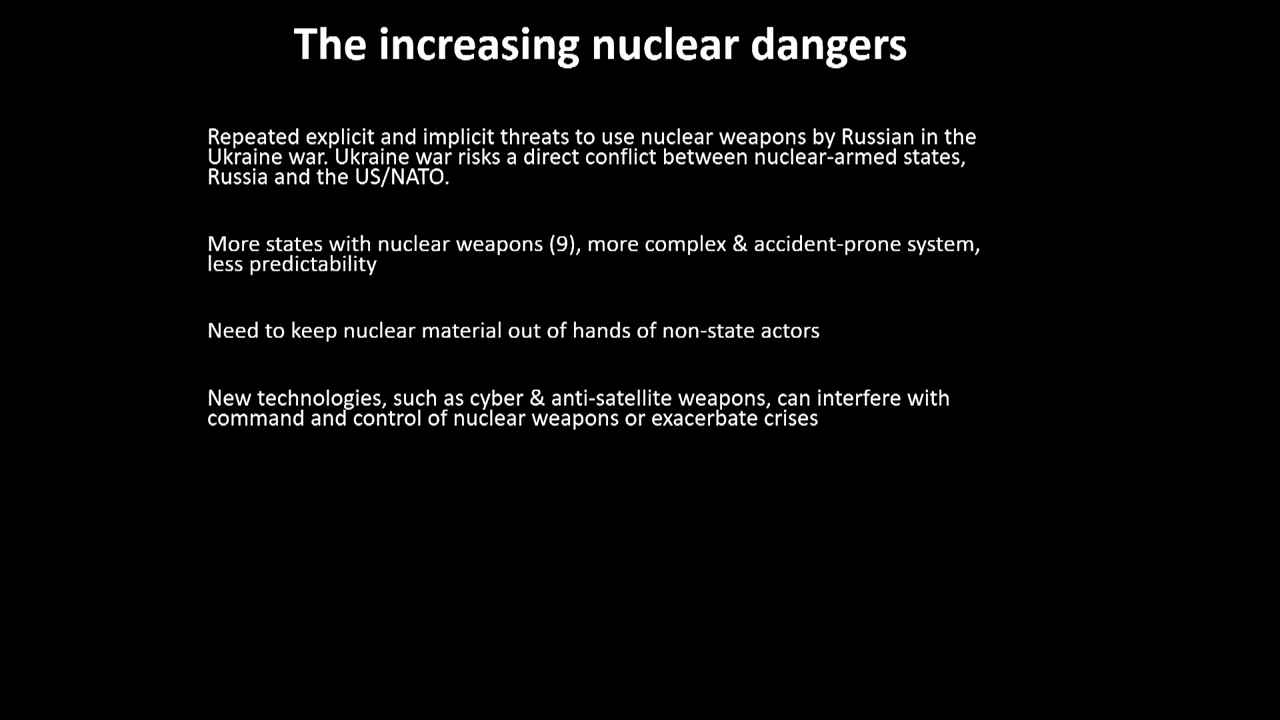 The increasing nuclear dangers
Repeated explicit and implicit threats to use nuclear weapons by Russian in the
Ukraine war. Ukraine war risks a direct conflict between nuclear-armed states,
Russia and the US/NATO.
More states with nuclear weapons (9), more complex & accident-prone system,
less predictability
Need to keep nuclear material out of hands of non-state actors
New technologies, such as cyber & anti-satellite weapons, can interfere with
command and control of nuclear weapons or exacerbate crises